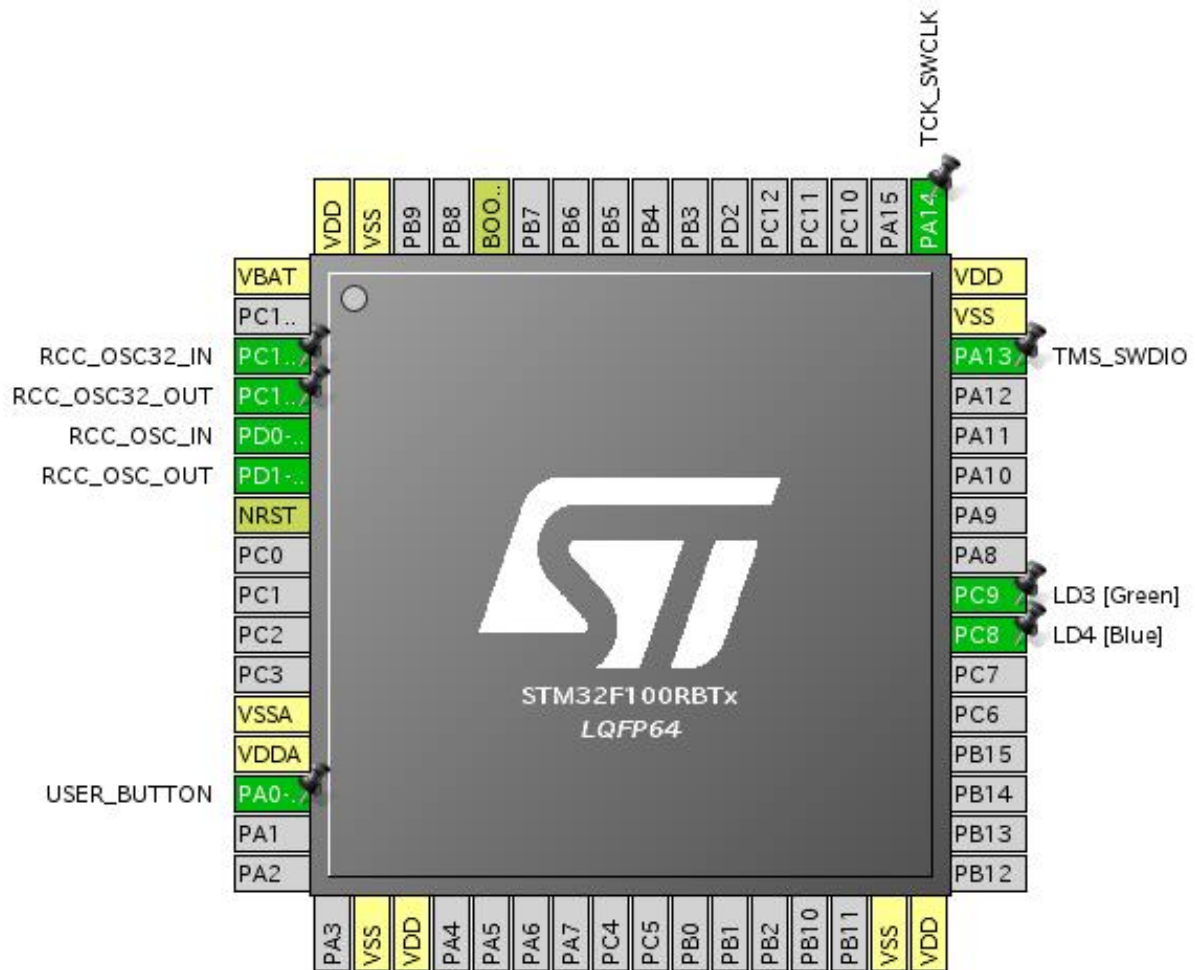 TCK_SWCLK
VDD
VSS
PB9
PB8
BOO..
PB7
PB6
PB5
PB4
PB3
PD2
PC12
PC11
PC10
PA15
PA14
VBAT
PC1..
RCC_OSC32_IN PC1..
RCC_OSC32_OUT PC1..
RCC_OSC_IN PD0-..
RCC_OSC_OUT PD1-..
NRST
PC0
PC1
PC2
PC3
VSSA
VDDA
USER_BUTTON PA0-..
PA1
PA2
ST
STM32F100RBTx
LQFP64
VDD
VSS
PA13 TMS_SWDIO
PA12
PA11
PA10
PA9
PA8
PC9 LD3 [Green]
PC8 LD4 [Blue]
PC7
PC6
PB15
PB14
PB13
PB12
PA3
VSS
VDD
PA4
PA5
PA6
PA7
PC4
PC5
PB0
PB1
PB2
PB10
PB11
VSS
VDD